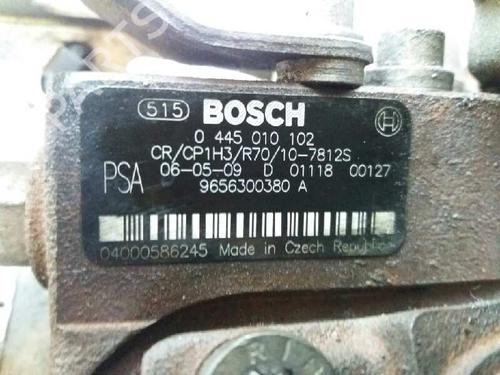 515 BOSCH
0 445 010 102
CR/CP1H3/R70/10-7812S
PSA 06-05-09 D 01118 00127
9656300380 A
04000586245 Made in Czech Republic